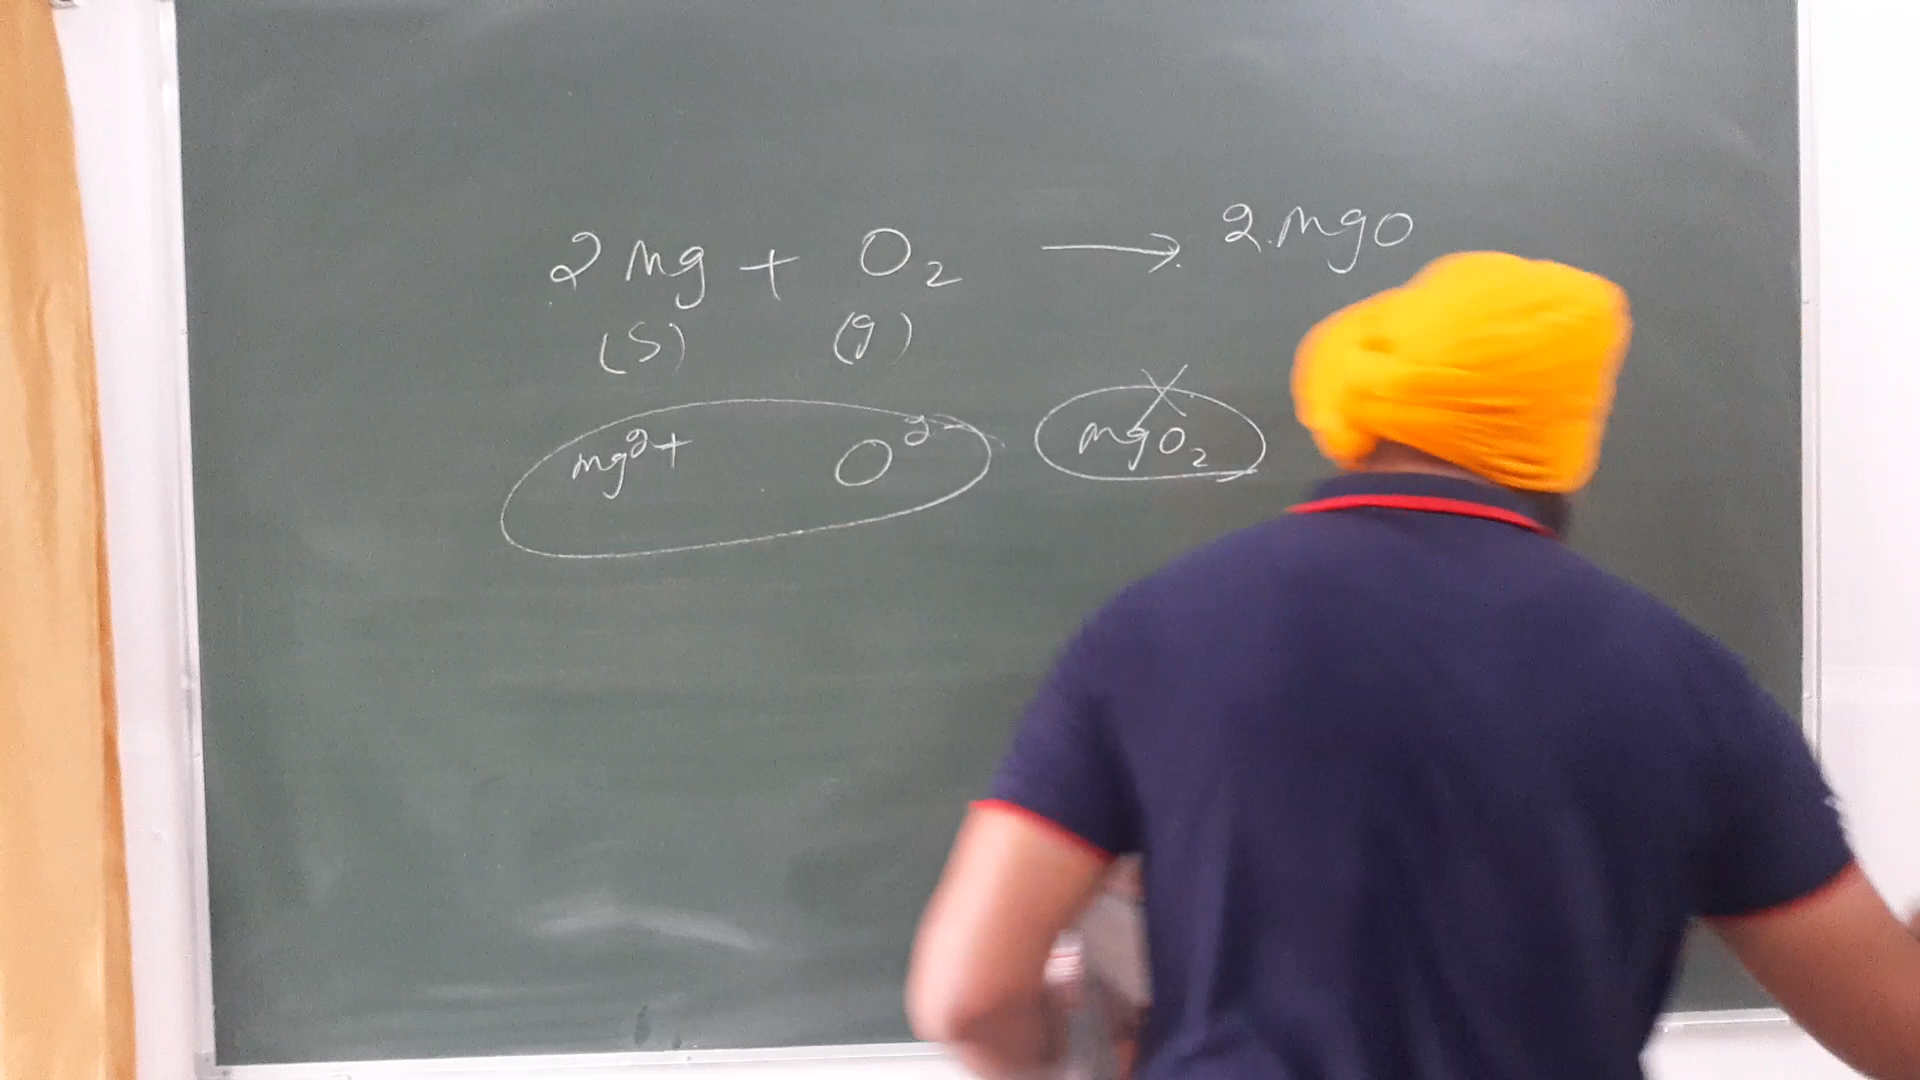 2 Mg + O2 → 2.MgO
(S) (g)
mg2+ O2- mgO2